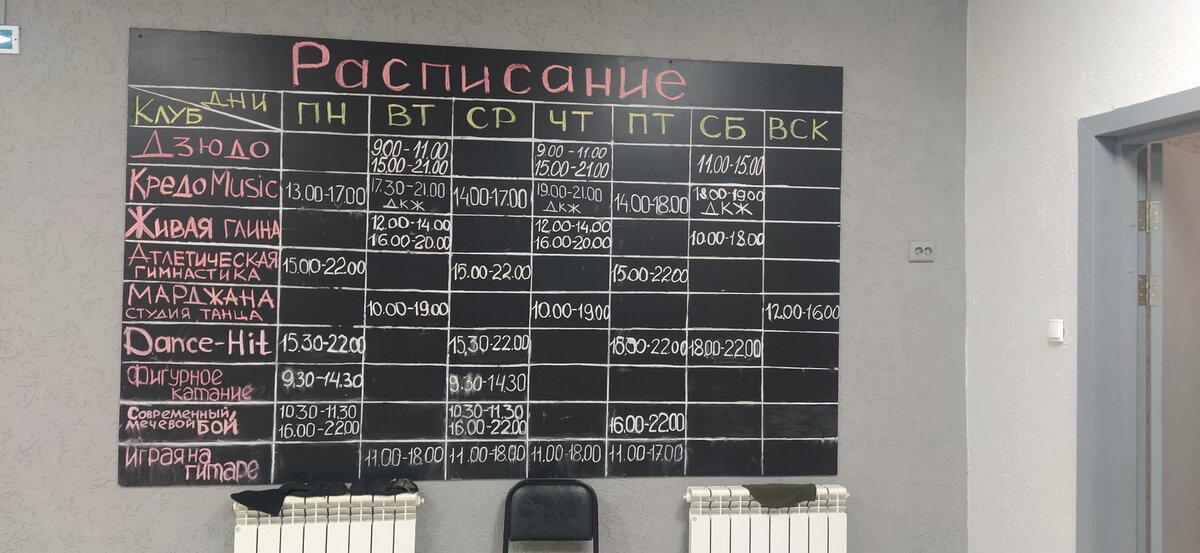 Расписание
дни
Клуб ПН ВТ СР ЧТ ПТ СБ ВСК
Дзюдо 9.00-11.00 9.00-11.00 11.00-15.00
15.00-21.00 15.00-21.00
Кредо Music 13.00-17.00 17.30-21.00 14.00-17.00 19.00-21.00 14.00-18.00 18.00-19.00
ДКЖ ДКЖ ДКЖ
Живая глина 12.00-14.00 12.00-14.00 10.00-18.00
16.00-20.00 16.00-20.00
Атлетическая
гимнастика 15.00-22.00 15.00-22.00 15.00-22.00
Марджана
студия танца 10.00-19.00 10.00-19.00 12.00-16.00
Dance-Hit 15.30-22.00 15.30-22.00 15.30-22.00 18.00-22.00
Фигурное
катание 9.30-14.30 9.30-14.30
Современный 10.30-11.30 10.30-11.30
мечевой бой 16.00-22.00 16.00-22.00 16.00-22.00
играя на
гитаре 11.00-18.00 11.00-18.00 11.00-18.00 11.00-17.00